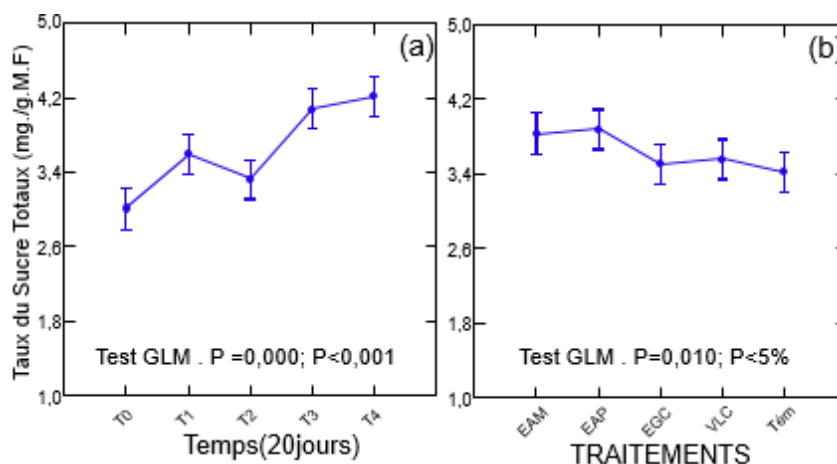 Taux du Sucre Totaux (mg./g.M.F)
5,0
4,2
3,4
2,6
1,8
1,0
(a)
Test GLM . P =0,000; P<0,001
T0 T1 T2 T3 T4
Temps(20jours)
5,0
4,2
3,4
2,6
1,8
1,0
(b)
Test GLM . P=0,010; P<5%
EAM EAP EGC VLC Tém
TRAITEMENTS